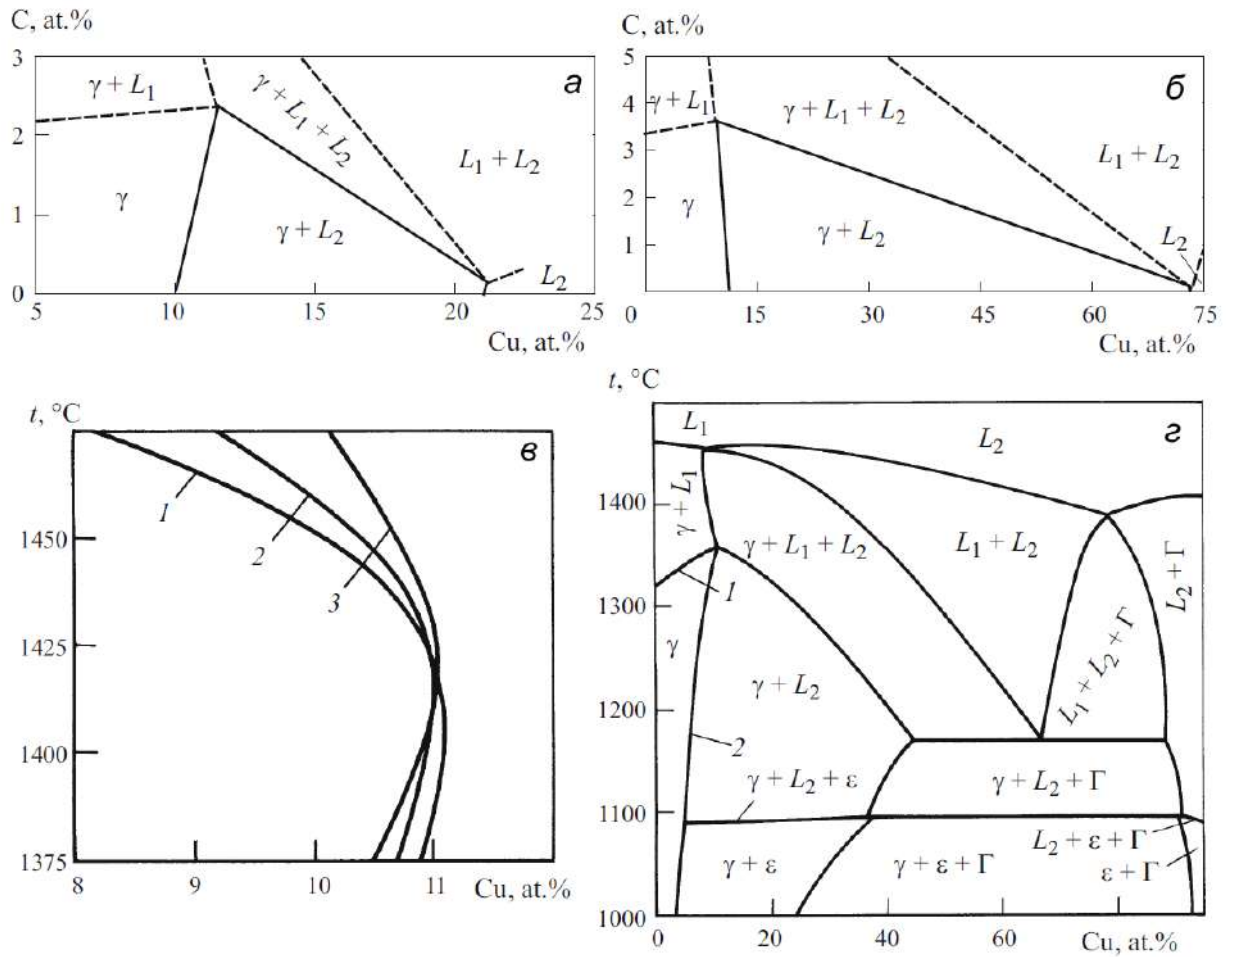 C, at.%
3
2
1
0
5
10
15
20
25
Cu, at.%
а
γ + L₁
γ + L₁ + L₂
L₁ + L₂
γ
γ + L₂
L₂
C, at.%
5
4
3
2
1
0
15
30
45
60
75
Cu, at.%
б
γ + L₁
γ + L₁ + L₂
L₁ + L₂
γ
γ + L₂
L₂
t, °C
1450
1425
1400
1375
8
9
10
11
Cu, at.%
в
1
2
3
t, °C
1400
1300
1200
1100
1000
0
20
40
60
Cu, at.%
г
L₁
L₂
γ + L₁
γ + L₁ + L₂
L₁ + L₂
L₂ + Γ
1
γ
L₁ + L₂ + Γ
γ + L₂
2
γ + L₂ + ε
γ + L₂ + Γ
L₂ + ε + Γ
γ + ε
γ + ε + Γ
ε + Γ